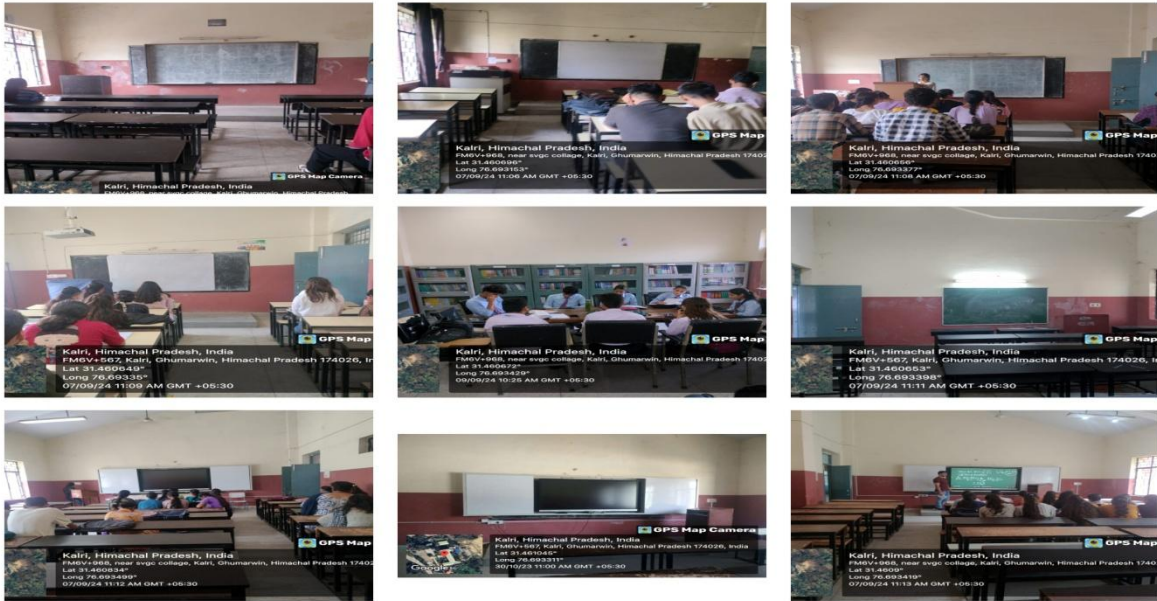 GPS Map Camera
Kalri, Himachal Pradesh, India
FM6V+968, near svgc collage, Kalri, Ghumarwin, Himachal Pradesh
GPS Map
Kalri, Himachal Pradesh, India
FM6V+968, near svgc collage, Kalri, Ghumarwin, Himachal Pradesh 17402
Lat 31.460696°
Long 76.693153°
07/09/24 11:06 AM GMT +05:30
GPS Map
Kalri, Himachal Pradesh, India
FM6V+968, near svgc collage, Kalri, Ghumarwin, Himachal Pradesh 17402
Lat 31.460656°
Long 76.693377°
07/09/24 11:08 AM GMT +05:30
GPS Map
Kalri, Himachal Pradesh, India
FM6V+567, Kalri, Ghumarwin, Himachal Pradesh 174026, In
Lat 31.460649°
Long 76.69335°
07/09/24 11:09 AM GMT +05:30
GPS Map
Kalri, Himachal Pradesh, India
FM6V+968, near svgc collage, Kalri, Ghumarwin, Himachal Pradesh 17402
Lat 31.460672°
Long 76.693429°
09/09/24 10:25 AM GMT +05:30
GPS Map
Kalri, Himachal Pradesh, India
FM6V+567, Kalri, Ghumarwin, Himachal Pradesh 174026, In
Lat 31.460653°
Long 76.693398°
07/09/24 11:11 AM GMT +05:30
GPS Map
Kalri, Himachal Pradesh, India
FM6V+968, near svgc collage, Kalri, Ghumarwin, Himachal Pradesh 17402
Lat 31.460834°
Long 76.693499°
07/09/24 11:12 AM GMT +05:30
GPS Map Camera
Kalri, Himachal Pradesh, India
FM6V+567, Kalri, Ghumarwin, Himachal Pradesh 174026, India
Lat 31.461045°
Long 76.693311°
30/10/23 11:00 AM GMT +05:30
Google
GPS Map
Kalri, Himachal Pradesh, India
FM6V+968, near svgc collage, Kalri, Ghumarwin, Himachal Pradesh 17402
Lat 31.4609°
Long 76.693419°
07/09/24 11:13 AM GMT +05:30